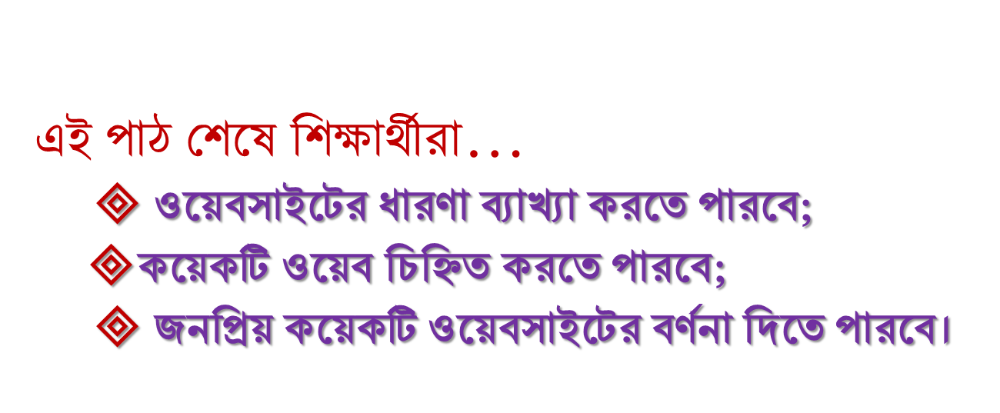 এই পাঠ শেষে শিক্ষার্থীরা...
ওয়েবসাইটের ধারণা ব্যাখ্যা করতে পারবে;
কয়েকটি ওয়েব চিহ্নিত করতে পারবে;
জনপ্রিয় কয়েকটি ওয়েবসাইটের বর্ণনা দিতে পারবে।